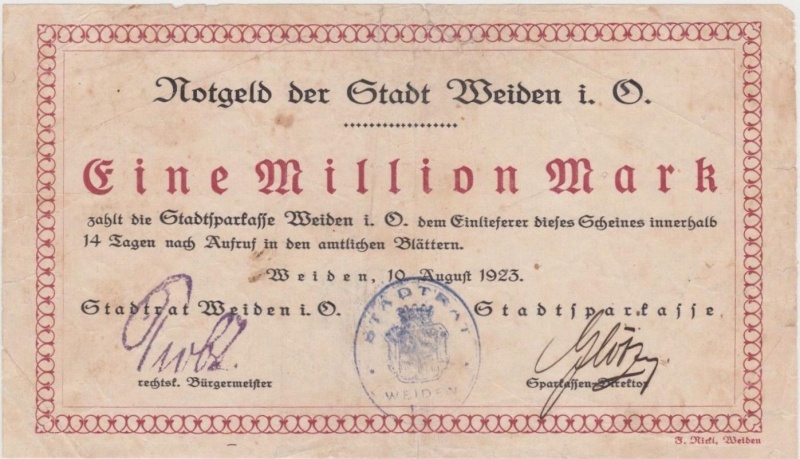 Notgeld der Stadt Weiden i. O.
Eine Million Mark
zahlt die Stadtsparkasse Weiden i. O. dem Einlieferer dieses Scheines innerhalb
14 Tagen nach Aufruf in den amtlichen Blättern.
Weiden, 10. August 1923.
Stadtrat Weiden i. O.
Stadtsparkasse
STADTRAT
WEIDEN
rechtsk. Bürgermeister
Sparkassen-Direktor
F. Nickl, Weiden